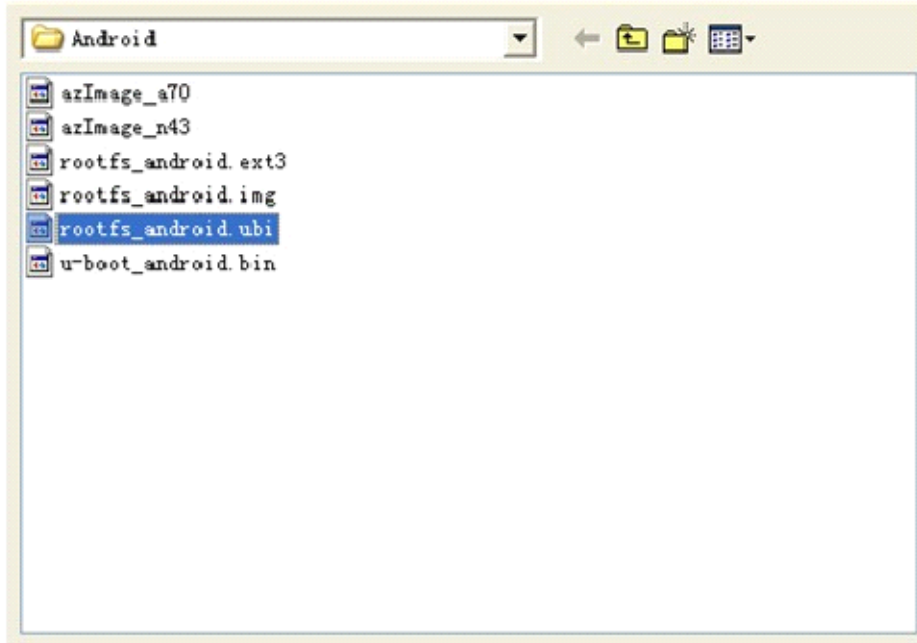 Android
azImage_a70
azImage_n43
rootfs_android.ext3
rootfs_android.img
rootfs_android.ubi
u-boot_android.bin